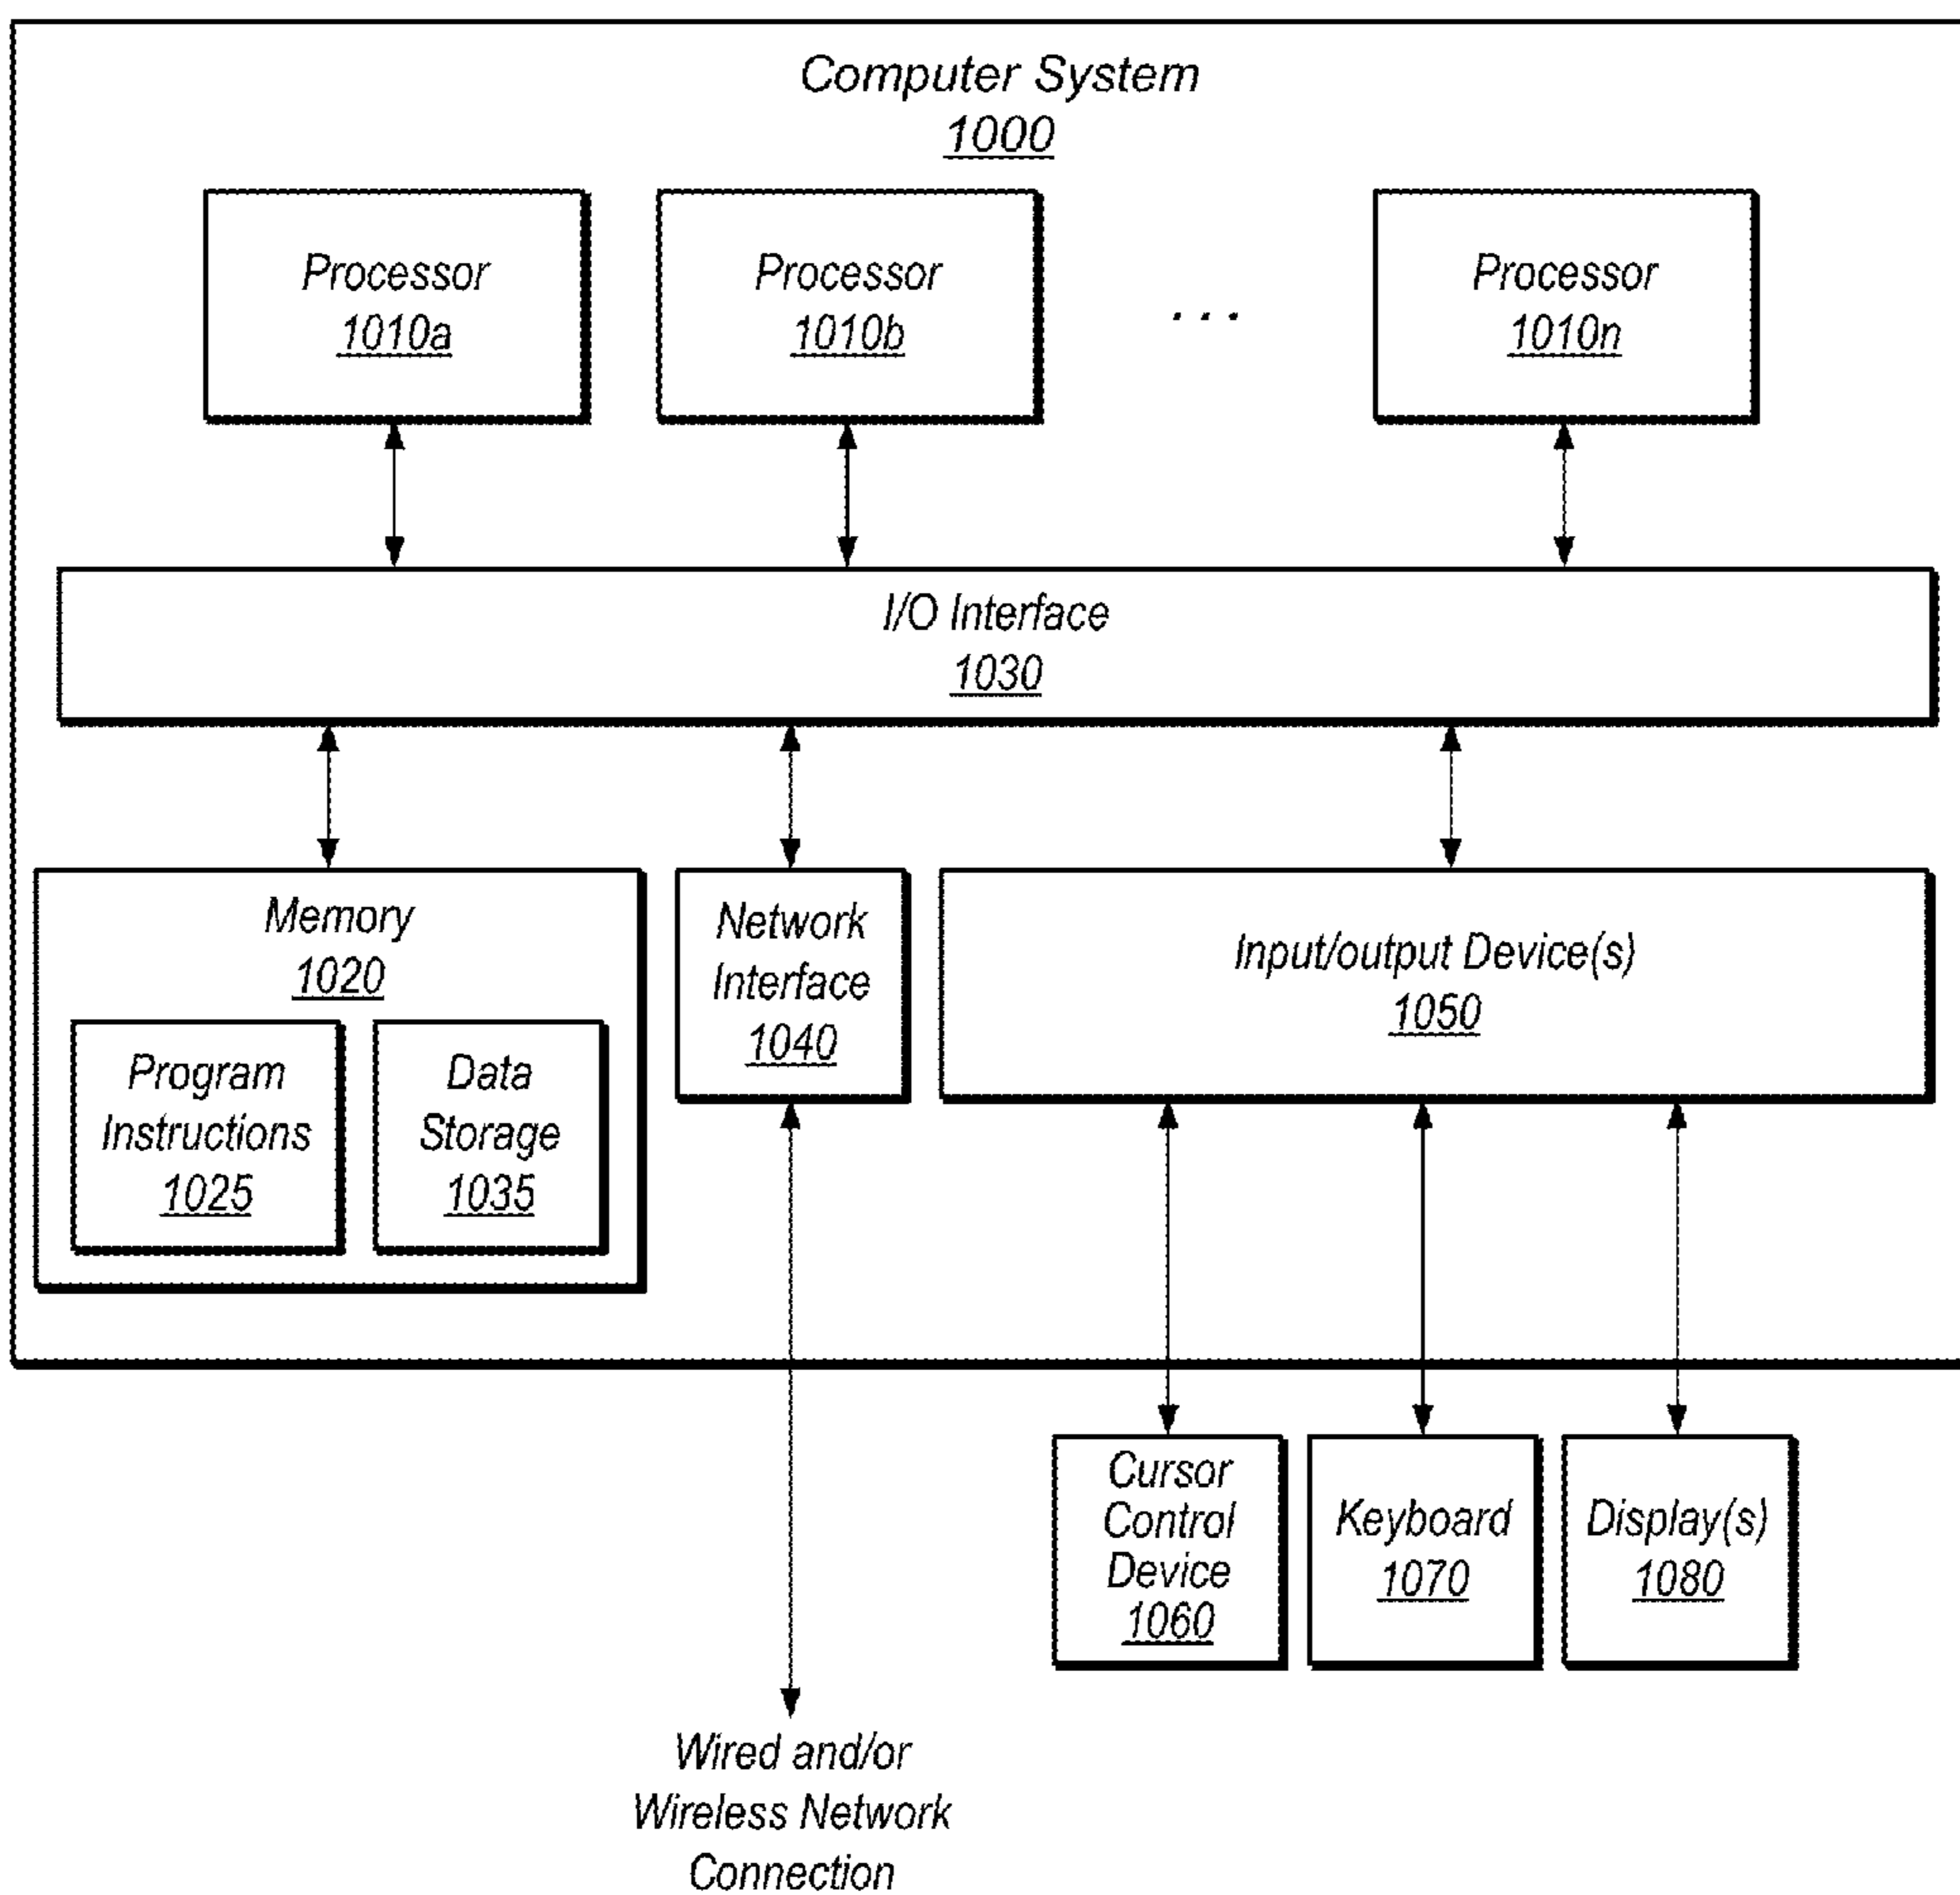 Computer System
1000
Processor
1010a
Processor
1010b
...
Processor
1010n
I/O Interface
1030
Memory
1020
Program
Instructions
1025
Data
Storage
1035
Network
Interface
1040
Input/output Device(s)
1050
Cursor
Control
Device
1060
Keyboard
1070
Display(s)
1080
Wired and/or
Wireless Network
Connection